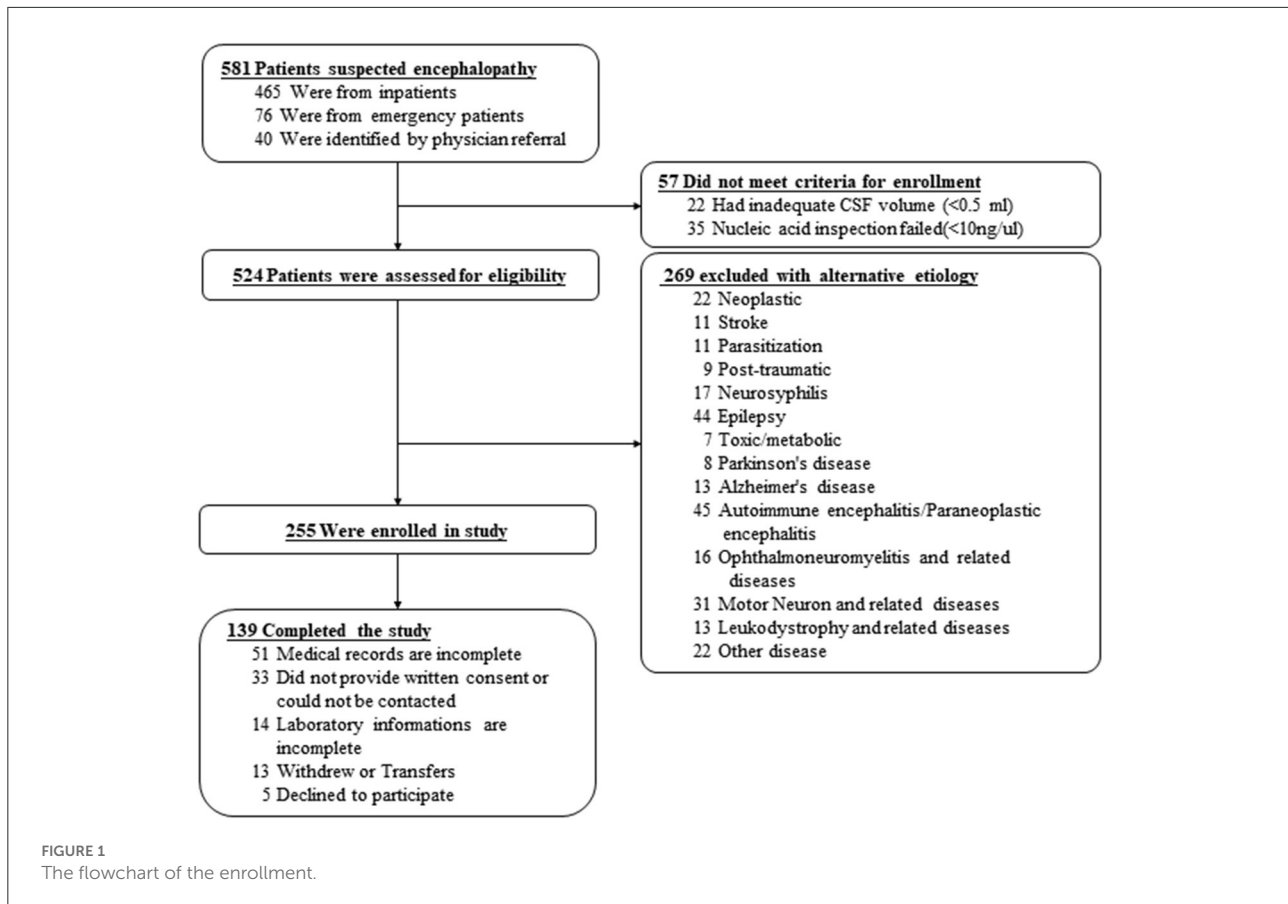 581 Patients suspected encephalopathy
465 Were from inpatients
76 Were from emergency patients
40 Were identified by physician referral
57 Did not meet criteria for enrollment
22 Had inadequate CSF volume (<0.5 ml)
35 Nucleic acid inspection failed(<10ng/ul)
524 Patients were assessed for eligibility
269 excluded with alternative etiology
22 Neoplastic
11 Stroke
11 Parasitization
9 Post-traumatic
17 Neurosyphilis
44 Epilepsy
7 Toxic/metabolic
8 Parkinson's disease
13 Alzheimer's disease
45 Autoimmune encephalitis/Paraneoplastic
encephalitis
16 Ophthalmoneuromyelitis and related
diseases
31 Motor Neuron and related diseases
13 Leukodystrophy and related diseases
22 Other disease
255 Were enrolled in study
139 Completed the study
51 Medical records are incomplete
33 Did not provide written consent or
could not be contacted
14 Laboratory informations are
incomplete
13 Withdrew or Transfers
5 Declined to participate
FIGURE 1
The flowchart of the enrollment.